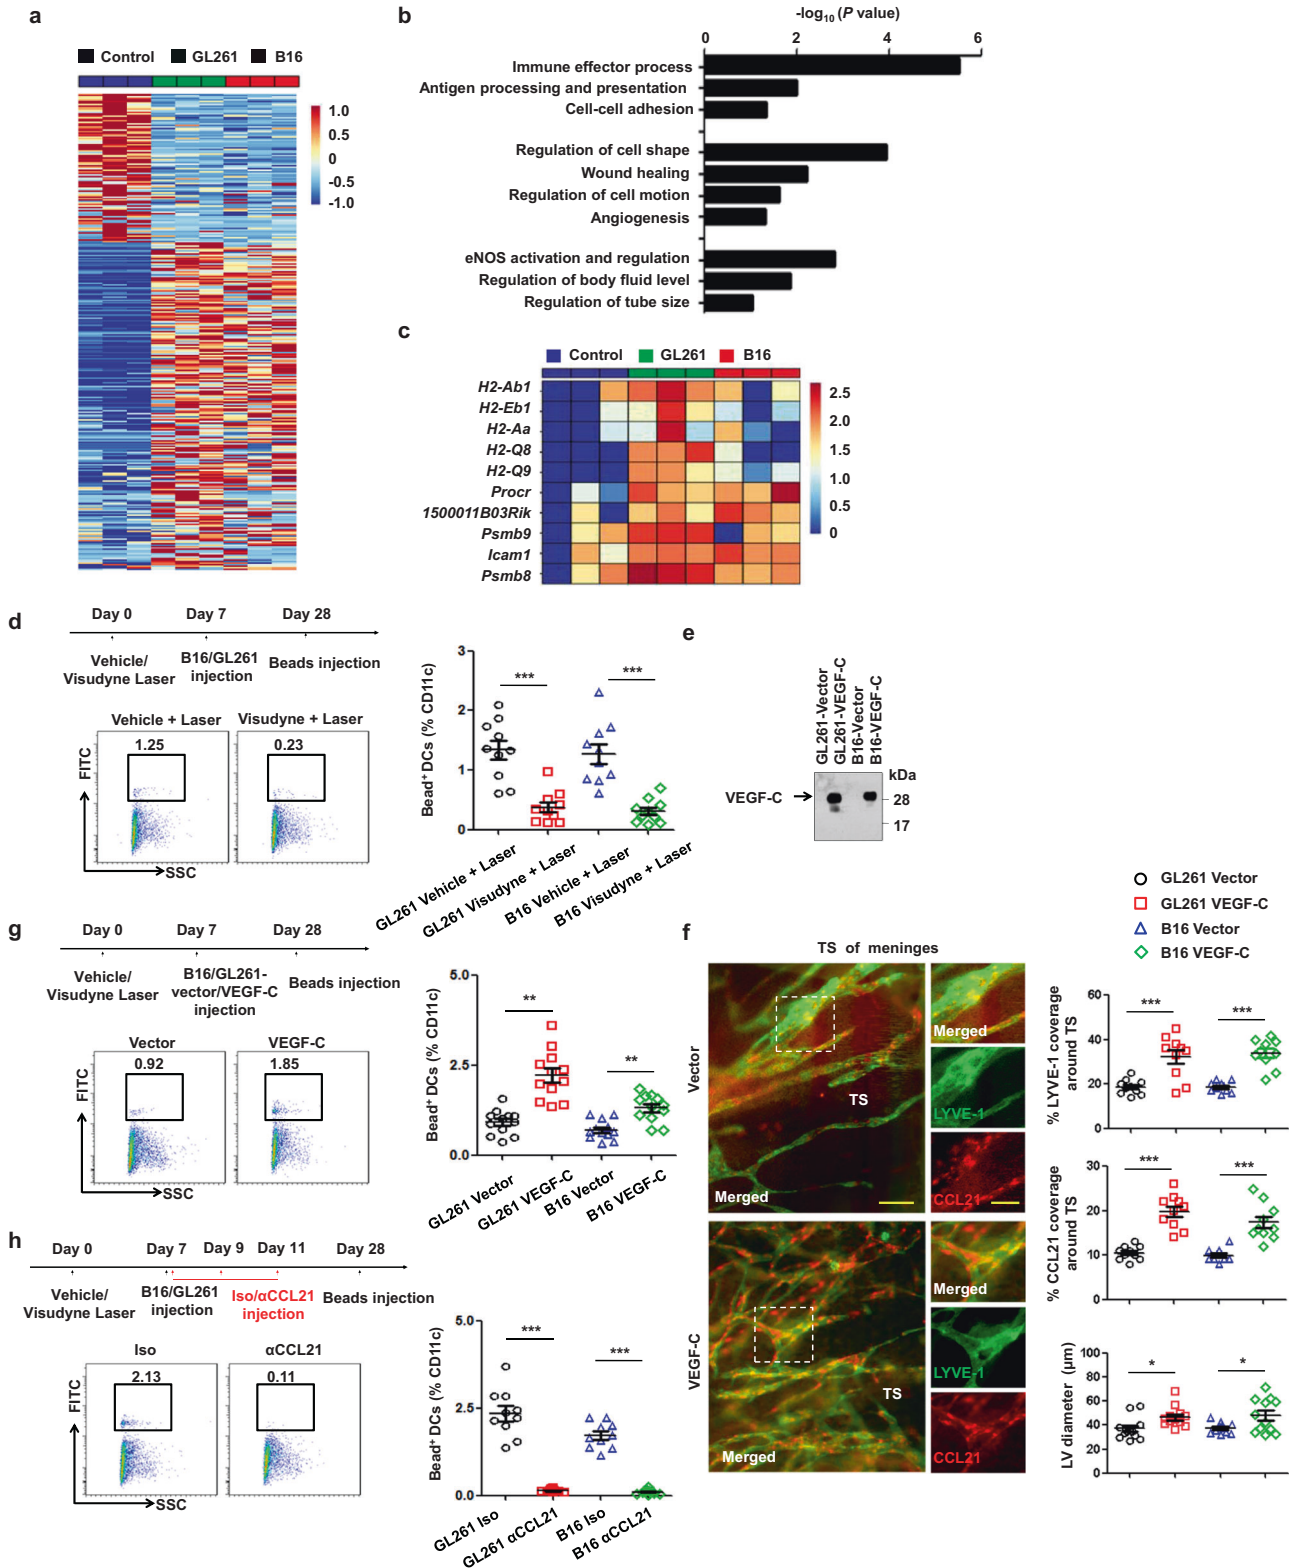 a
Control GL261 B16
1.0
0.5
0
-0.5
-1.0
b
-log10 (P value)
0 2 4 6
Immune effector process
Antigen processing and presentation
Cell-cell adhesion
Regulation of cell shape
Wound healing
Regulation of cell motion
Angiogenesis
eNOS activation and regulation
Regulation of body fluid level
Regulation of tube size
c
Control GL261 B16
H2-Ab1
H2-Eb1
H2-Aa
H2-Q8
H2-Q9
Procr
1500011B03Rik
Psmb9
Icam1
Psmb8
2.5
2.0
1.5
1.0
0.5
0
d
Day 0 Day 7 Day 28
Vehicle/
Visudyne Laser
B16/GL261
injection
Beads injection
Vehicle + Laser Visudyne + Laser
1.25 0.23
FITC
SSC
Bead+ DCs (% CD11c)
3
2
1
0
*** ***
GL261 Vehicle + Laser
GL261 Visudyne + Laser
B16 Vehicle + Laser
B16 Visudyne + Laser
e
GL261-Vector
GL261-VEGF-C
B16-Vector
B16-VEGF-C
kDa
VEGF-C
28
17
g
Day 0 Day 7 Day 28
Vehicle/
Visudyne Laser
B16/GL261-
vector/VEGF-C
injection
Beads injection
Vector VEGF-C
0.92 1.85
FITC
SSC
Bead+ DCs (% CD11c)
5.0
2.5
0.0
** **
GL261 Vector
GL261 VEGF-C
B16 Vector
B16 VEGF-C
f
TS of meninges
Vector
TS
Merged
Merged
LYVE-1
CCL21
VEGF-C
TS
Merged
Merged
LYVE-1
CCL21
GL261 Vector
GL261 VEGF-C
B16 Vector
B16 VEGF-C
% LYVE-1 coverage
around TS
60
40
20
0
*** ***
% CCL21 coverage
around TS
30
20
10
0
*** ***
LV diameter (µm)
100
80
60
40
20
0
* *
h
Day 0 Day 7 Day 9 Day 11 Day 28
Vehicle/
Visudyne Laser
B16/GL261
injection
Iso/αCCL21
injection
Beads injection
Iso αCCL21
2.13 0.11
FITC
SSC
Bead+ DCs (% CD11c)
5.0
2.5
0.0
*** ***
GL261 Iso
GL261 αCCL21
B16 Iso
B16 αCCL21